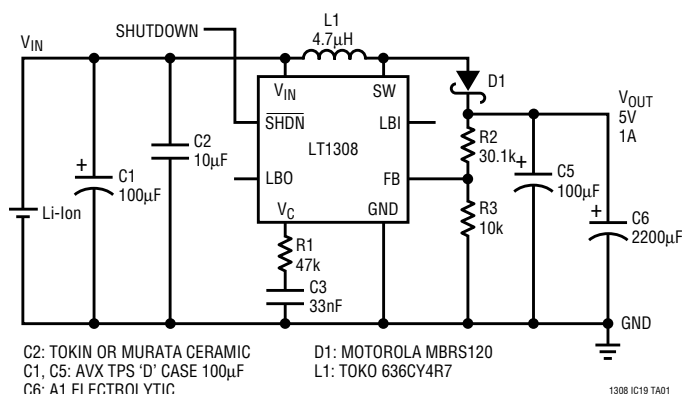 L1
4.7µH
SHUTDOWN
VIN
D1
VIN
SW
SHDN
LBI
LT1308
LBO
FB
VC
GND
C2
10µF
C1
100µF
+
Li-Ion
R1
47k
C3
33nF
R2
30.1k
R3
10k
+
C5
100µF
VOUT
5V
1A
+
C6
2200µF
GND
C2: TOKIN OR MURATA CERAMIC
C1, C5: AVX TPS ‘D’ CASE 100µF
C6: A1 ELECTROLYTIC
D1: MOTOROLA MBRS120
L1: TOKO 636CY4R7
1308 IC19 TA01